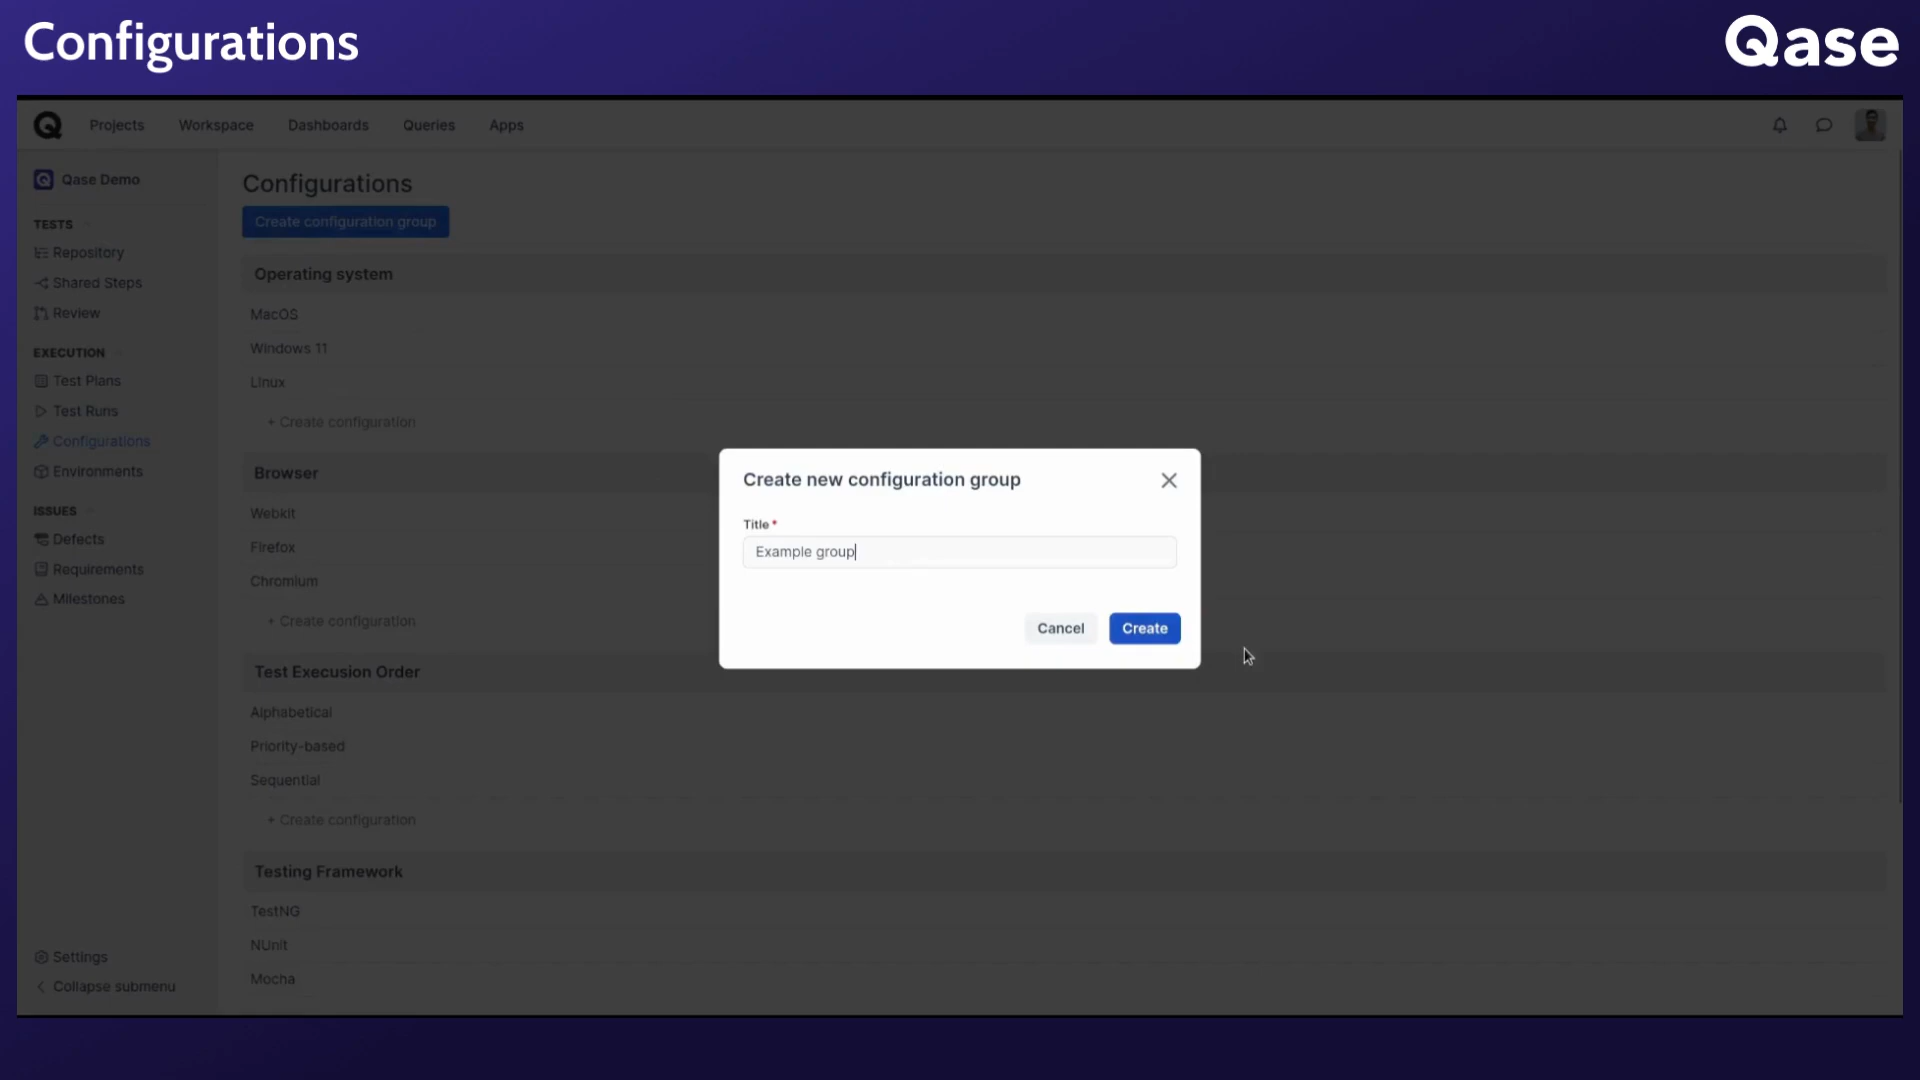 Configurations
Qase
Projects Workspace Dashboards Queries Apps
Qase Demo
TESTS
Repository
Shared Steps
Review
EXECUTION
Test Plans
Test Runs
Configurations
Environments
ISSUES
Defects
Requirements
Milestones
Settings
Collapse submenu
Configurations
Create configuration group
Operating system
MacOS
Windows 11
Linux
+ Create configuration
Browser
Webkit
Firefox
Chromium
+ Create configuration
Test Execution Order
Alphabetical
Priority-based
Sequential
+ Create configuration
Testing Framework
TestNG
NUnit
Mocha
Create new configuration group
Title *
Example group
Cancel Create